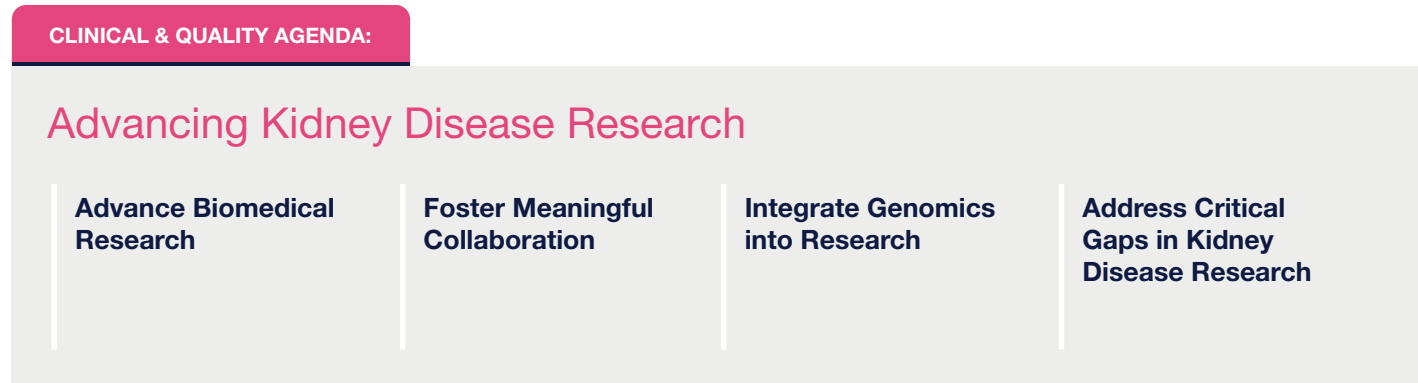 CLINICAL & QUALITY AGENDA:
Advancing Kidney Disease Research
Advance Biomedical
Research
Foster Meaningful
Collaboration
Integrate Genomics
into Research
Address Critical
Gaps in Kidney
Disease Research